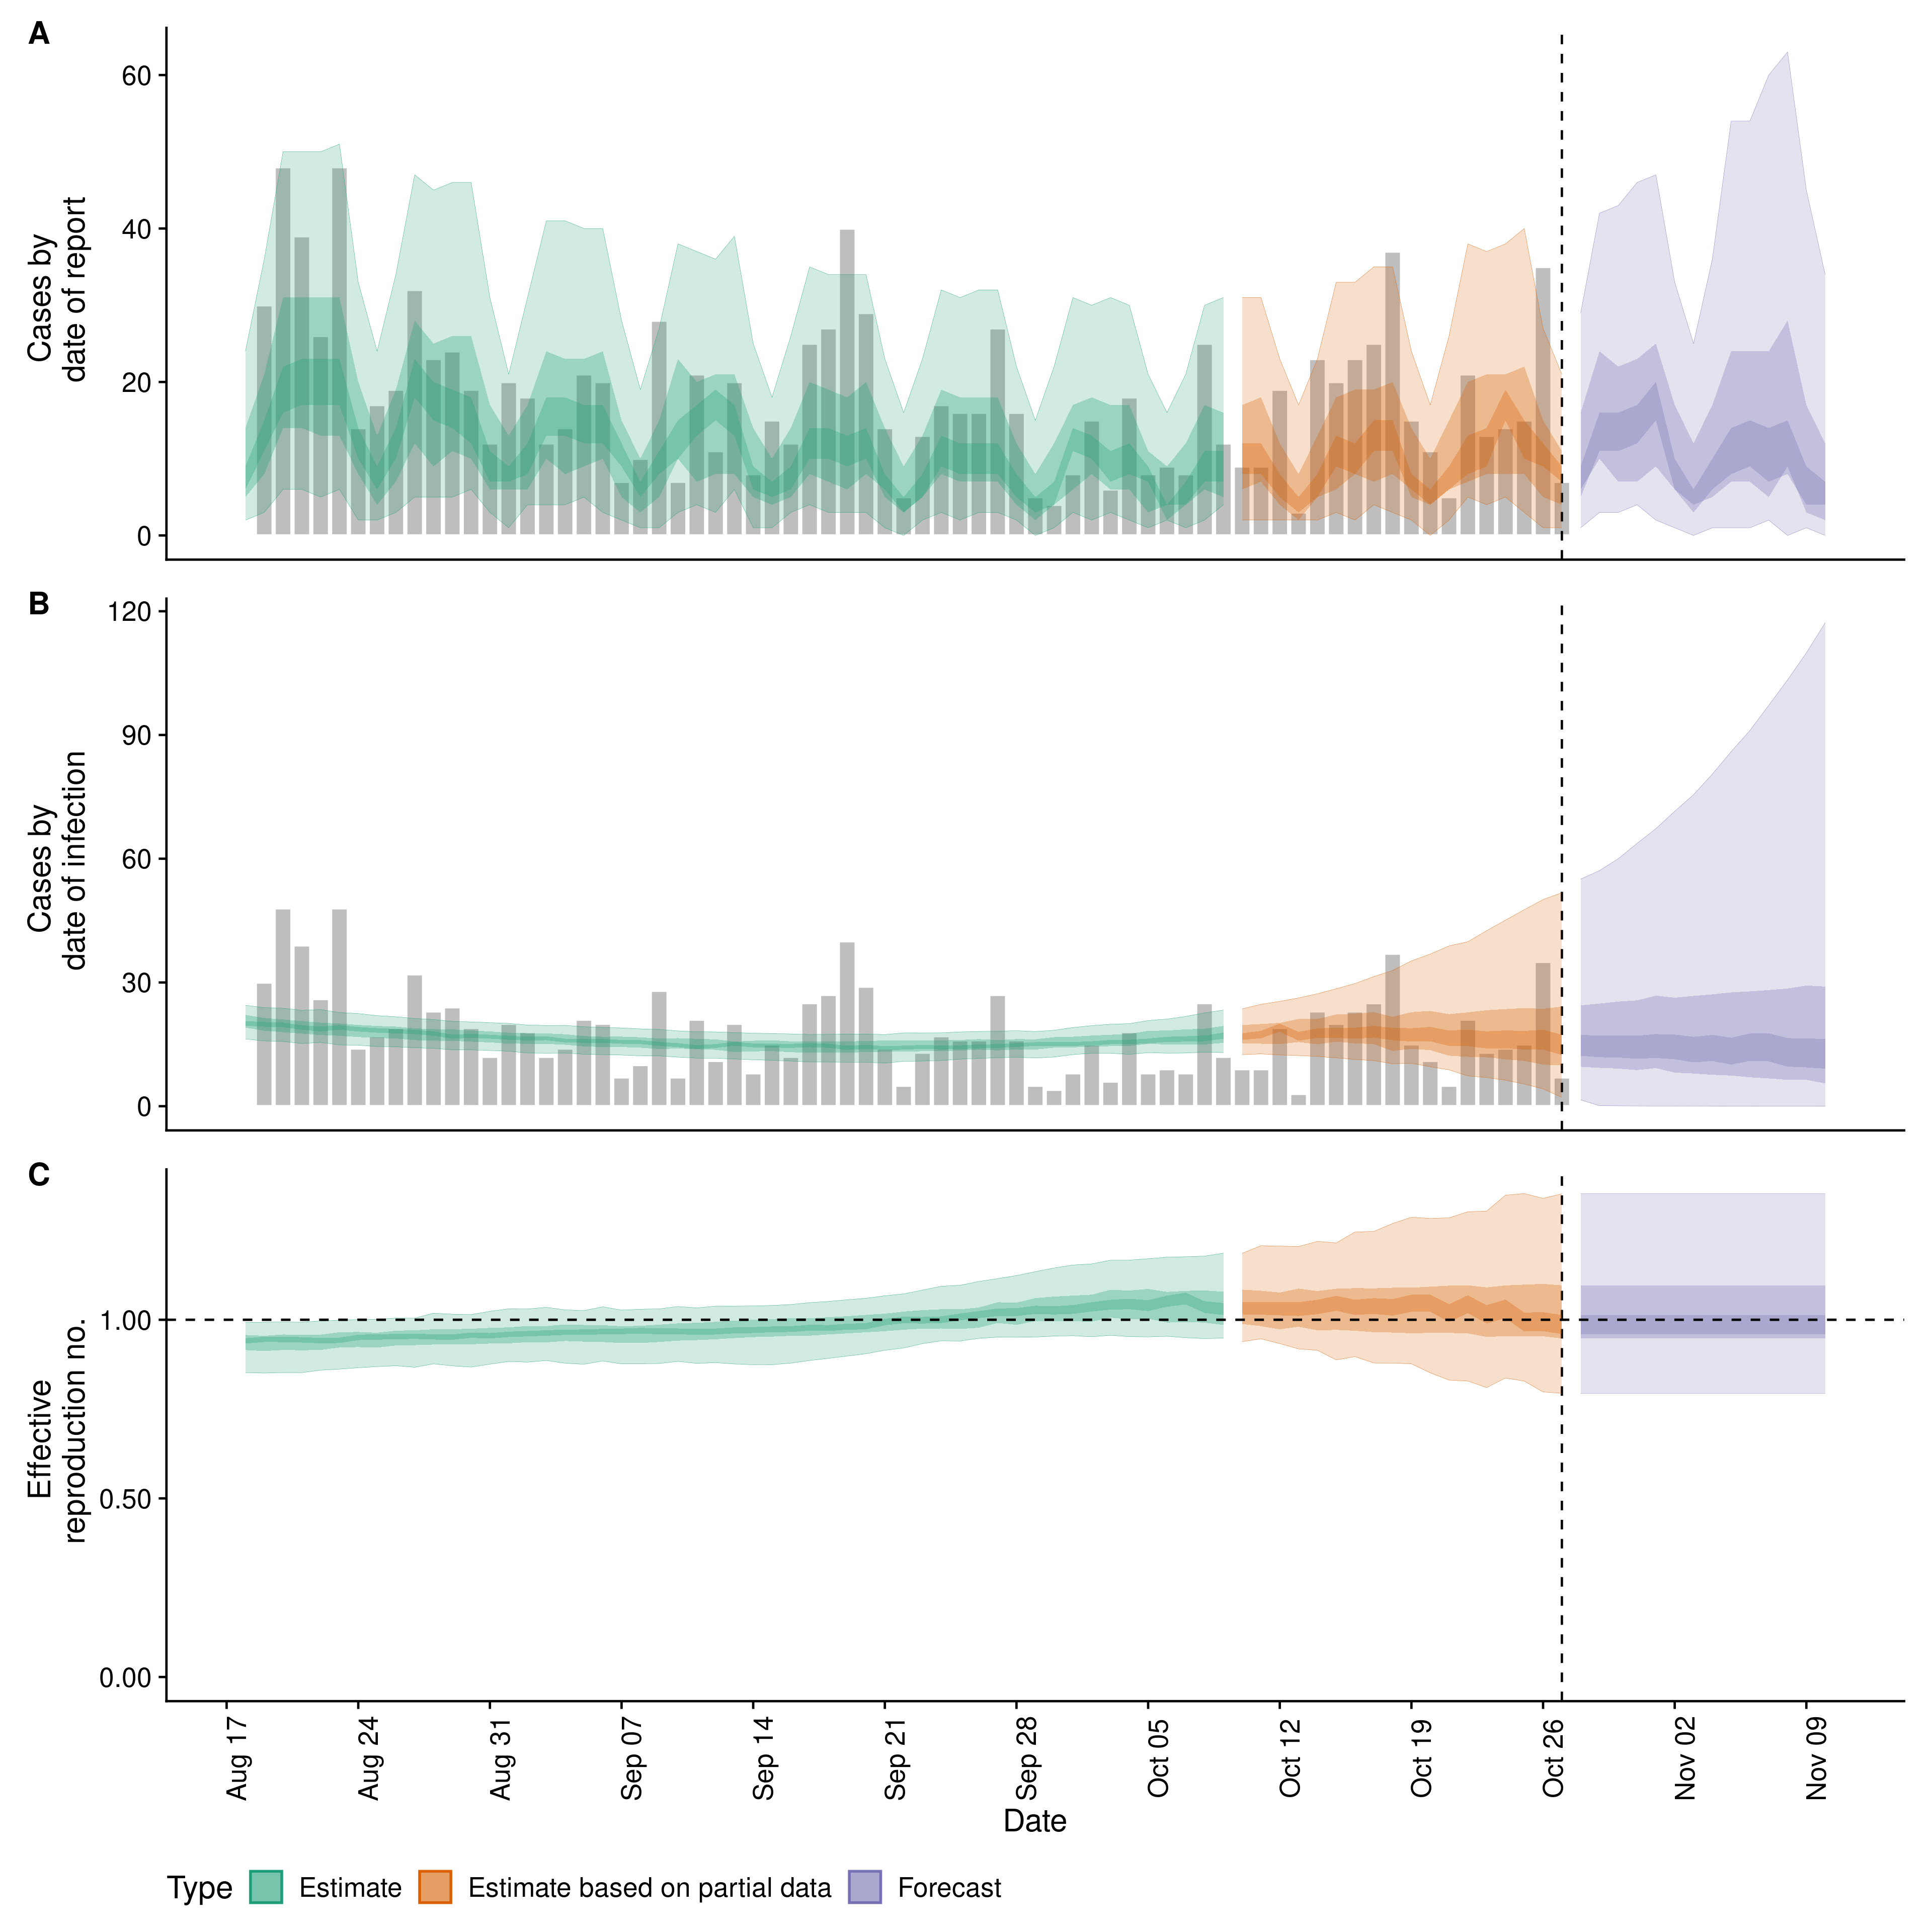 A
60
40
20
0
Cases by
date of report
B
120
90
60
30
0
Cases by
date of infection
C
1.00
0.50
0.00
Effective
reproduction no.
Aug 17
Aug 24
Aug 31
Sep 07
Sep 14
Sep 21
Sep 28
Oct 05
Oct 12
Oct 19
Oct 26
Nov 02
Nov 09
Date
Type Estimate Estimate based on partial data Forecast